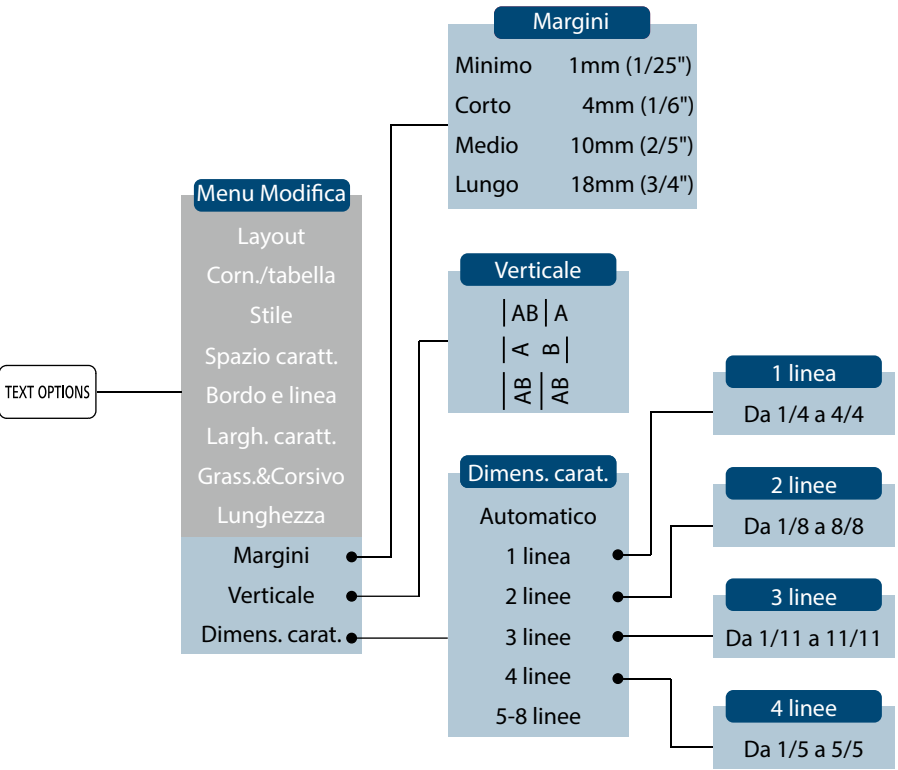 TEXT OPTIONS
Menu Modifica
Layout
Corn./tabella
Stile
Spazio caratt.
Bordo e linea
Largh. caratt.
Grass.&Corsivo
Lunghezza
Margini
Verticale
Dimens. carat.
Margini
Minimo 1mm (1/25")
Corto 4mm (1/6")
Medio 10mm (2/5")
Lungo 18mm (3/4")
Verticale
AB A
A B
AB AB
Dimens. carat.
Automatico
1 linea
2 linee
3 linee
4 linee
5-8 linee
1 linea
Da 1/4 a 4/4
2 linee
Da 1/8 a 8/8
3 linee
Da 1/11 a 11/11
4 linee
Da 1/5 a 5/5